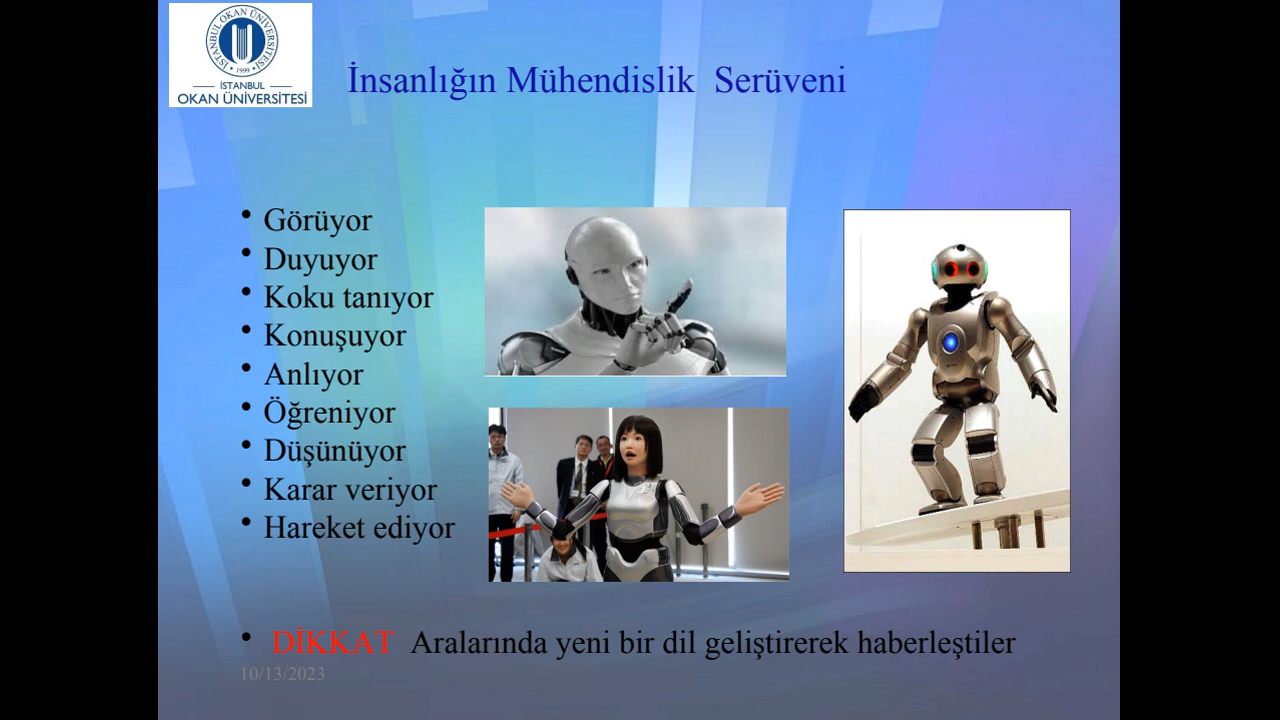 İSTANBUL OKAN ÜNİVERSİTESİ
1999
İSTANBUL
OKAN ÜNİVERSİTESİ
İnsanlığın Mühendislik Serüveni
• Görüyor
• Duyuyor
• Koku tanıyor
• Konuşuyor
• Anlıyor
• Öğreniyor
• Düşünüyor
• Karar veriyor
• Hareket ediyor
• DİKKAT Aralarında yeni bir dil geliştirerek haberleştiler
10/13/2023